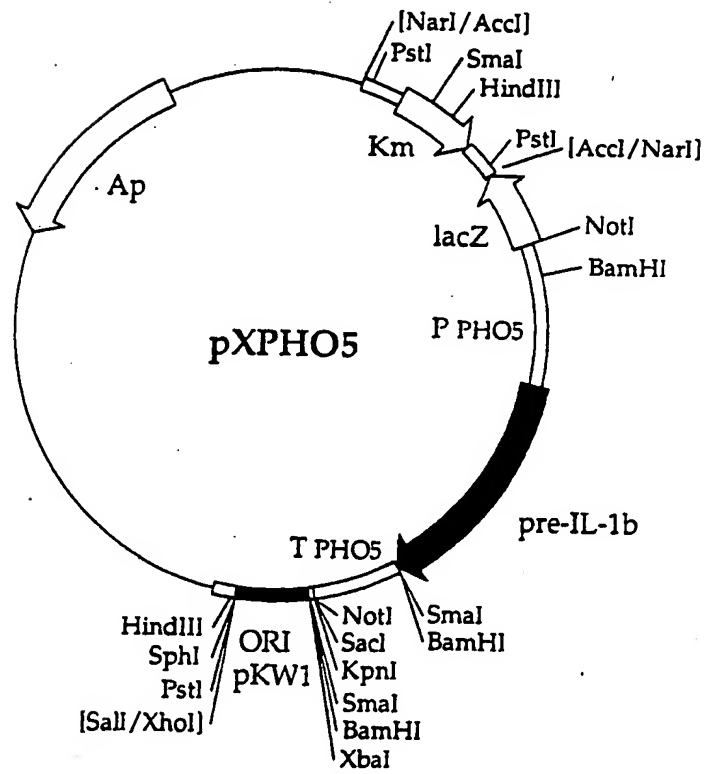 [NarI/AccI]
PstI
SmaI
HindIII
Km
PstI
[AccI/NarI]
Ap
lacZ
NotI
BamHI
P PHO5
pXPHO5
pre-IL-1b
T PHO5
HindIII
SphI
PstI
[SalI/XhoI]
ORI
pKW1
NotI
SacI
KpnI
SmaI
BamHI
XbaI
SmaI
BamHI